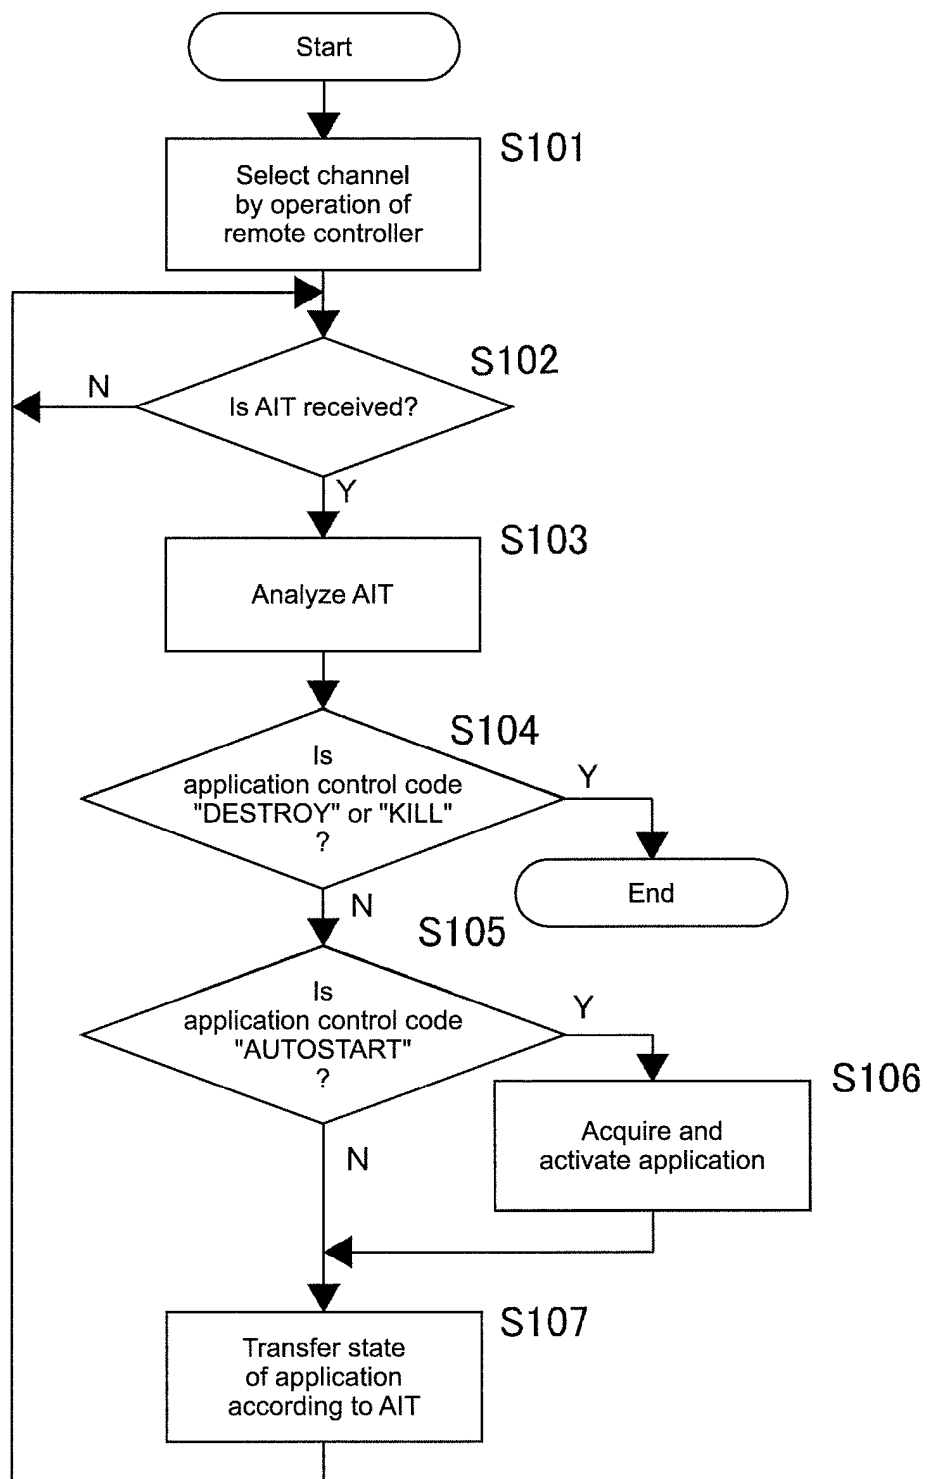 Start
S101
Select channel
by operation of
remote controller
S102
N
Is AIT received?
Y
S103
Analyze AIT
S104
Is
application control code
"DESTROY" or "KILL"
?
Y
End
N
S105
Is
application control code
"AUTOSTART"
?
Y
S106
Acquire and
activate application
N
S107
Transfer state
of application
according to AIT